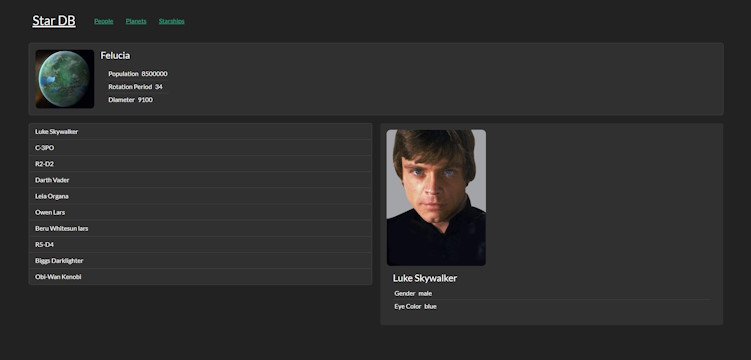 Star DB People Planets Starships
Felucia
Population 8500000
Rotation Period 34
Diameter 9100
Luke Skywalker
C-3PO
R2-D2
Darth Vader
Leia Organa
Owen Lars
Beru Whitesun lars
R5-D4
Biggs Darklighter
Obi-Wan Kenobi
Luke Skywalker
Gender male
Eye Color blue